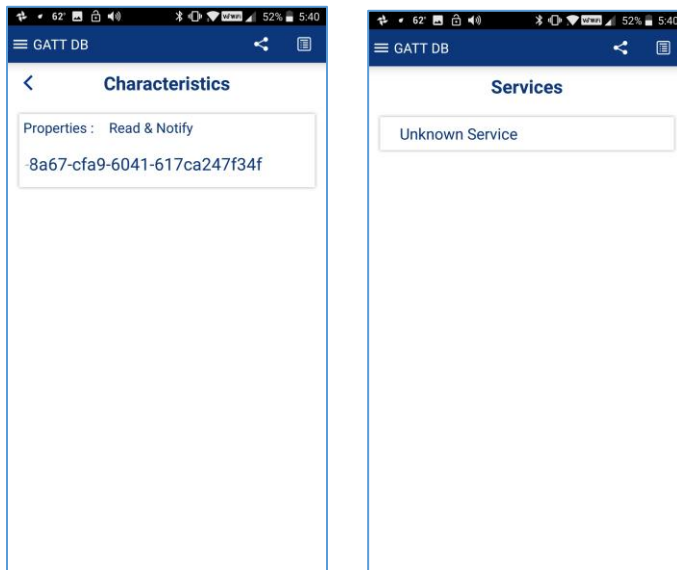 62° 52% 5:40
GATT DB
Characteristics
Properties : Read & Notify
-8a67-cfa9-6041-617ca247f34f
62° 52% 5:40
GATT DB
Services
Unknown Service